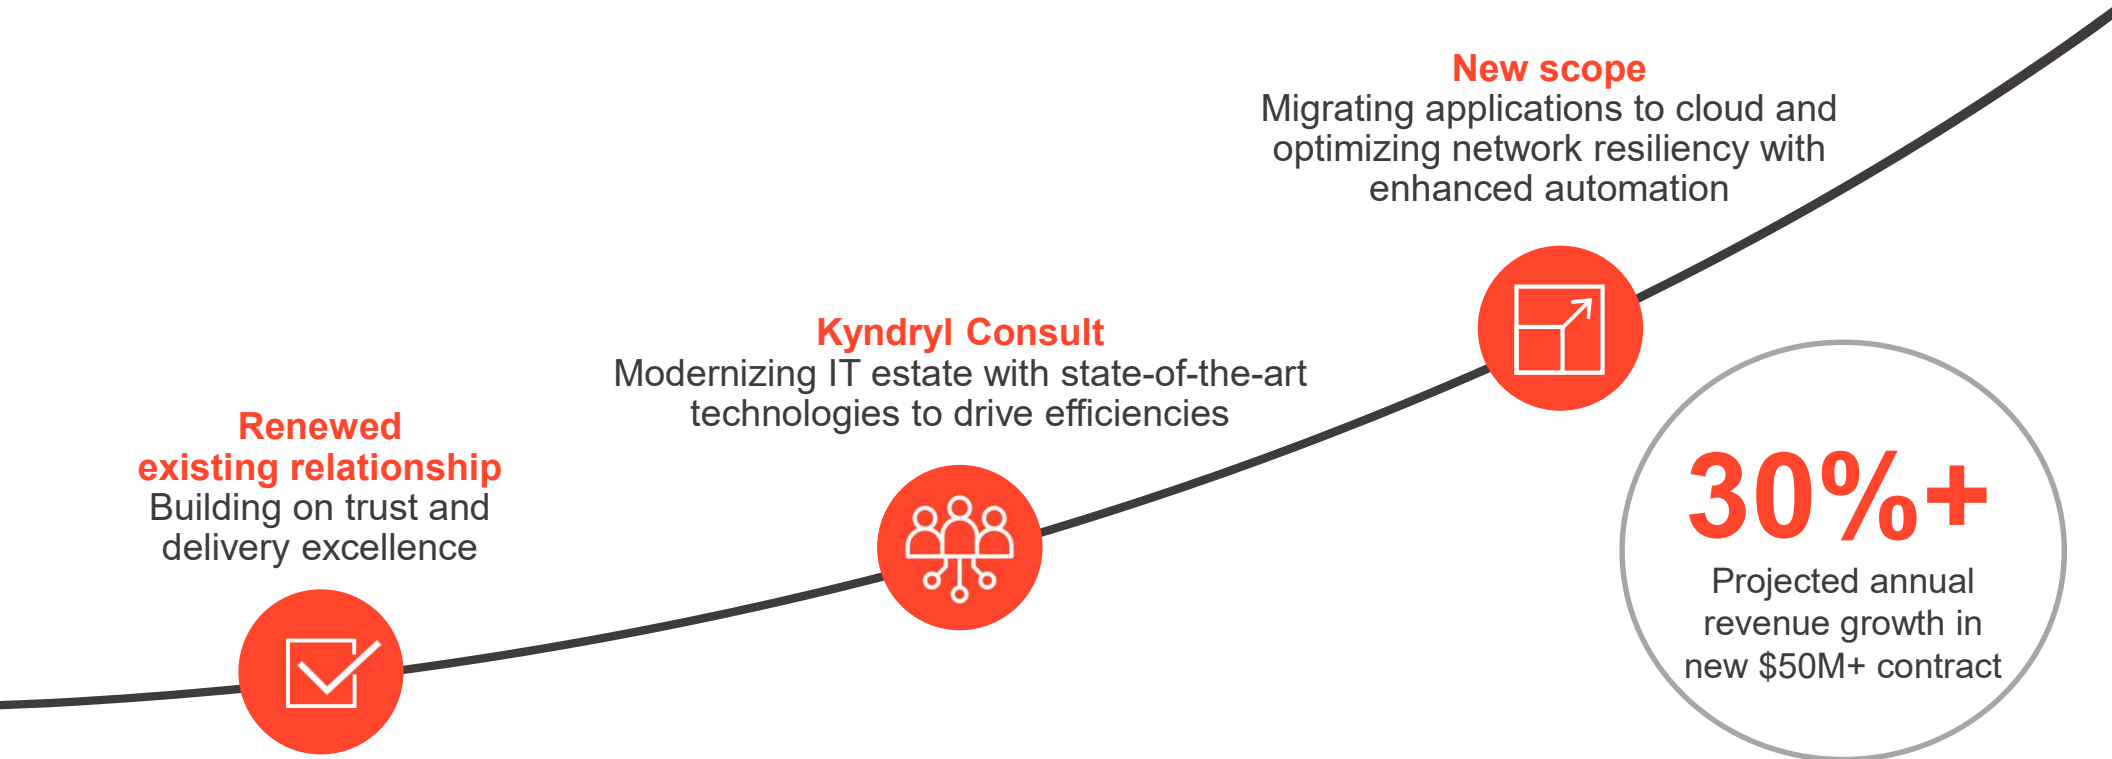 New scope
Migrating applications to cloud and
optimizing network resiliency with
enhanced automation
Kyndryl Consult
Modernizing IT estate with state-of-the-art
technologies to drive efficiencies
Renewed
existing relationship
Building on trust and
delivery excellence
30%+
Projected annual
revenue growth in
new $50M+ contract